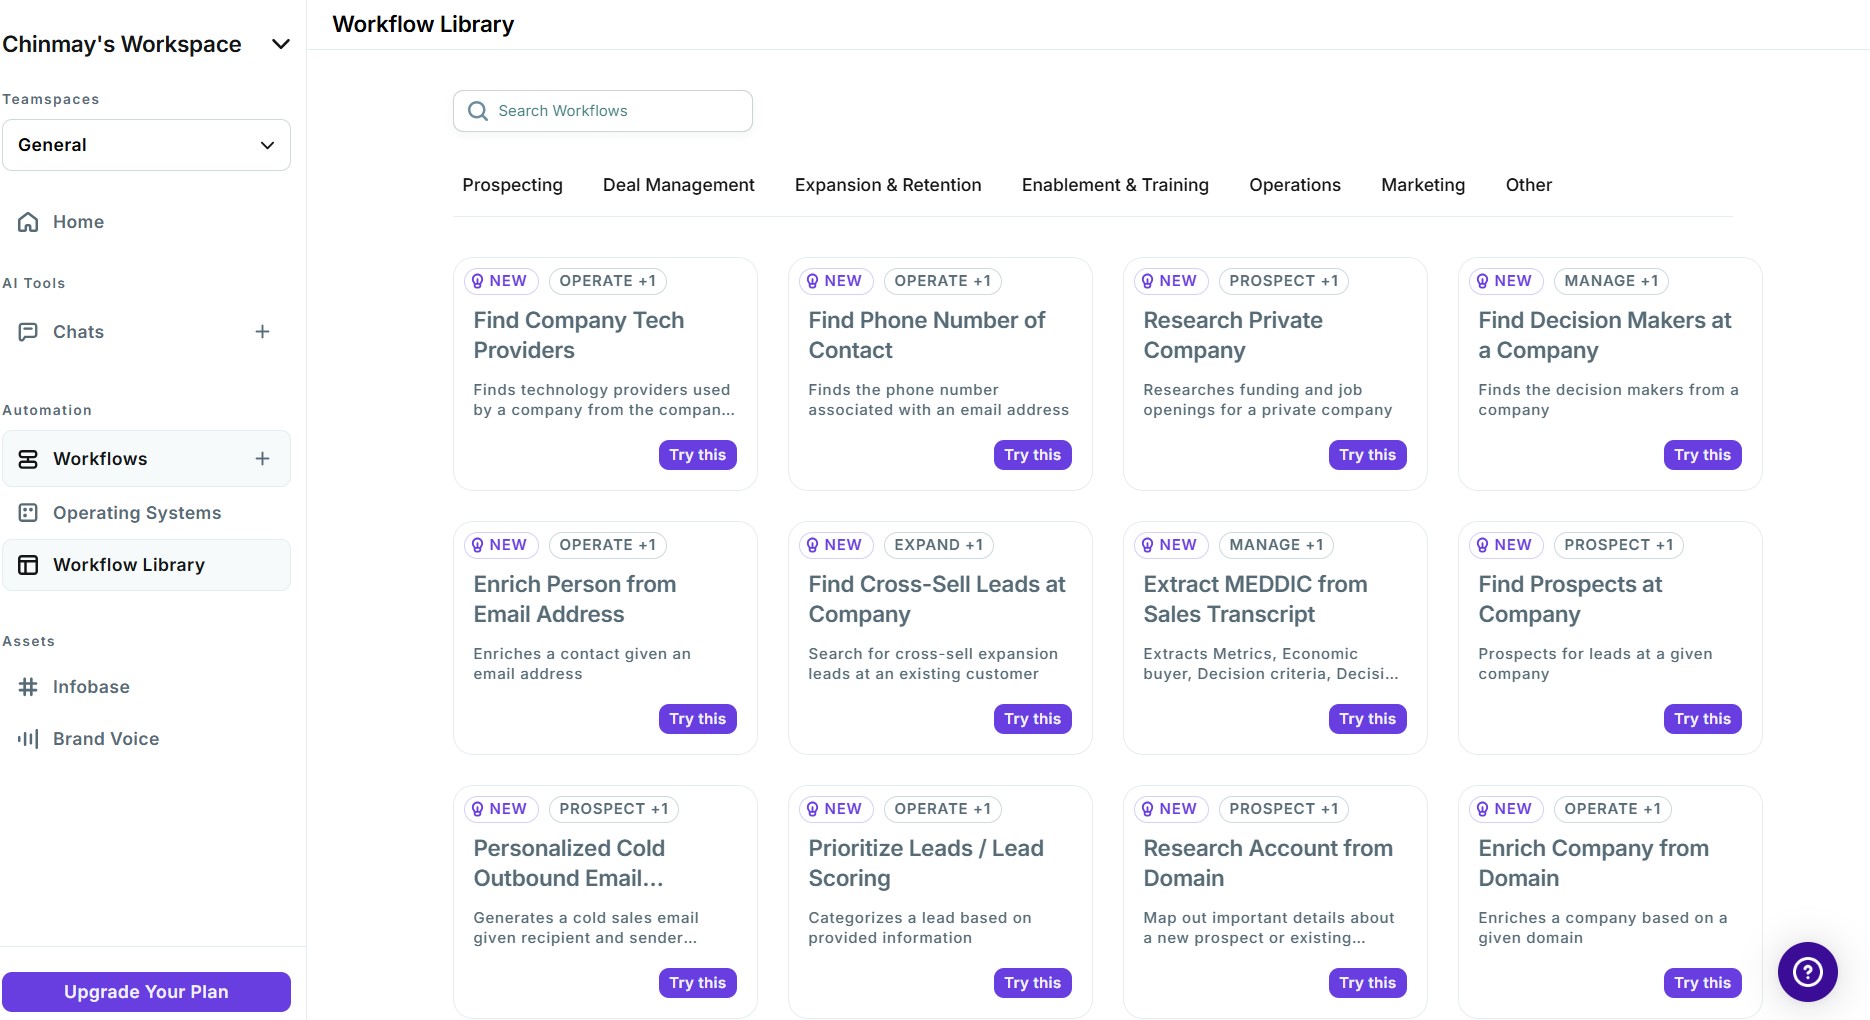 Chinmay's Workspace
Teamspaces
General
Home
AI Tools
Chats
Automation
Workflows
Operating Systems
Workflow Library
Assets
Infobase
Brand Voice
Upgrade Your Plan
Workflow Library
Search Workflows
Prospecting Deal Management Expansion & Retention Enablement & Training Operations Marketing Other
NEW OPERATE +1
Find Company Tech
Providers
Finds technology providers used
by a company from the compan...
Try this
NEW OPERATE +1
Find Phone Number of
Contact
Finds the phone number
associated with an email address
Try this
NEW PROSPECT +1
Research Private
Company
Researches funding and job
openings for a private company
Try this
NEW MANAGE +1
Find Decision Makers at
a Company
Finds the decision makers from a
company
Try this
NEW OPERATE +1
Enrich Person from
Email Address
Enriches a contact given an
email address
Try this
NEW EXPAND +1
Find Cross-Sell Leads at
Company
Search for cross-sell expansion
leads at an existing customer
Try this
NEW MANAGE +1
Extract MEDDIC from
Sales Transcript
Extracts Metrics, Economic
buyer, Decision criteria, Decisi...
Try this
NEW PROSPECT +1
Find Prospects at
Company
Prospects for leads at a given
company
Try this
NEW PROSPECT +1
Personalized Cold
Outbound Email...
Generates a cold sales email
given recipient and sender...
Try this
NEW OPERATE +1
Prioritize Leads / Lead
Scoring
Categorizes a lead based on
provided information
Try this
NEW PROSPECT +1
Research Account from
Domain
Map out important details about
a new prospect or existing...
Try this
NEW OPERATE +1
Enrich Company from
Domain
Enriches a company based on a
given domain
Try this